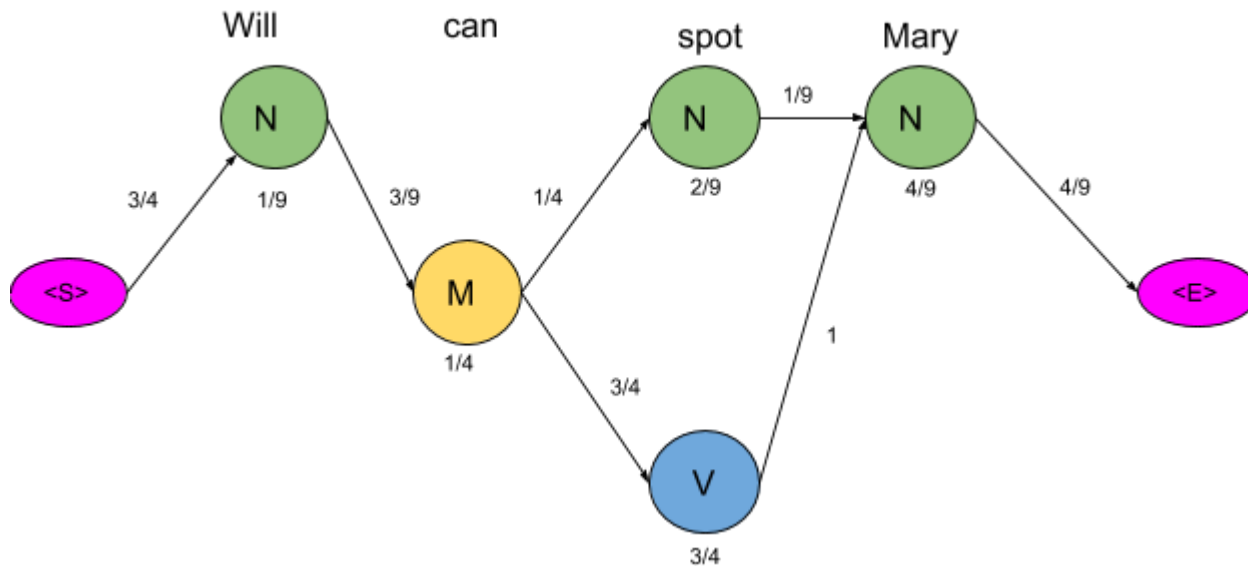 Will can spot Mary
N N N
1/9
3/4 1/9 3/9 1/4 2/9 4/9 4/9
<S> M <E>
1/4 3/4 1
V
3/4